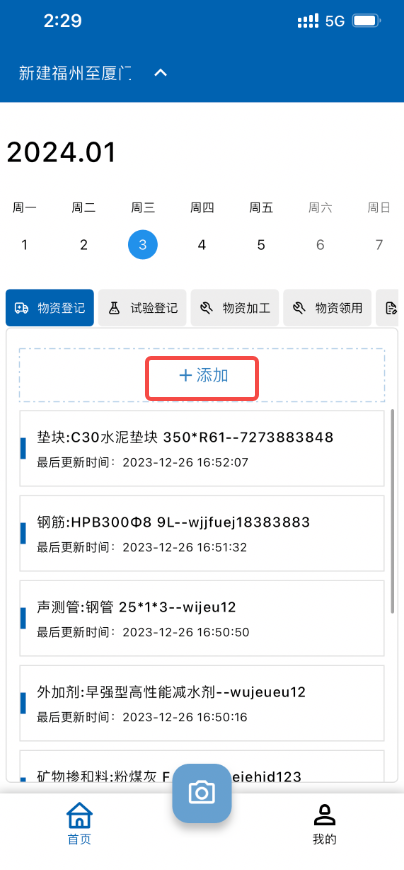 2:29
5G
新建福州至厦门
2024.01
周一 周二 周三 周四 周五 周六 周日
1 2 3 4 5 6 7
物资登记 试验登记 物资加工 物资领用
添加
垫块:C30水泥垫块 350*R61--7273883848
最后更新时间：2023-12-26 16:52:07
钢筋:HPB300Φ8 9L--wjjfuej18383883
最后更新时间：2023-12-26 16:51:32
声测管:钢管 25*1*3--wijeu12
最后更新时间：2023-12-26 16:50:50
外加剂:早强型高性能减水剂--wujeueu12
最后更新时间：2023-12-26 16:50:16
矿物掺和料:粉煤灰 F eiehid123
首页
我的